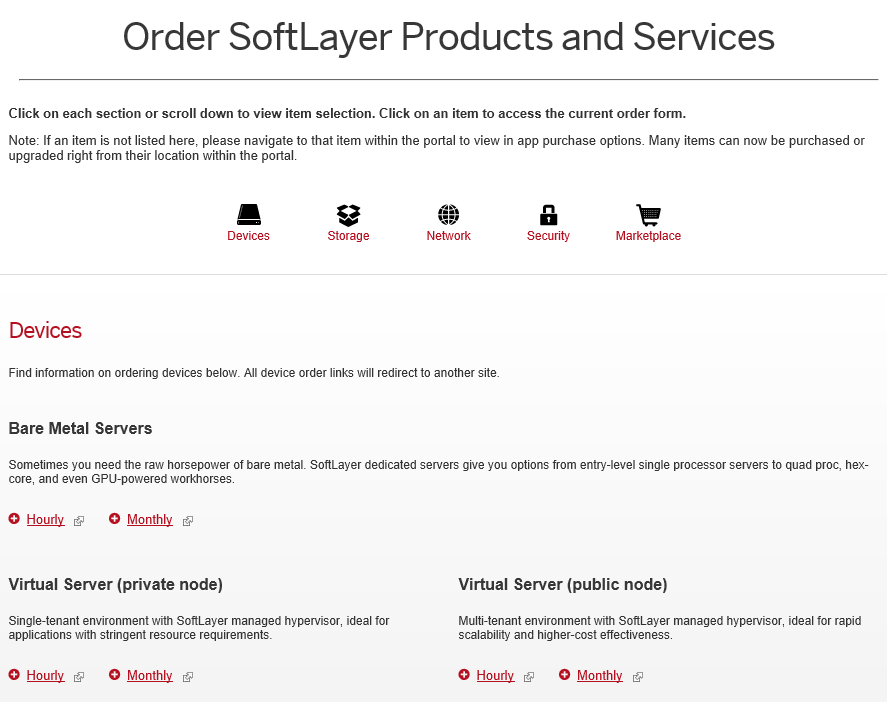 Order SoftLayer Products and Services
Click on each section or scroll down to view item selection. Click on an item to access the current order form.
Note: If an item is not listed here, please navigate to that item within the portal to view in app purchase options. Many items can now be purchased or
upgraded right from their location within the portal.
Devices
Storage
Network
Security
Marketplace
Devices
Find information on ordering devices below. All device order links will redirect to another site.
Bare Metal Servers
Sometimes you need the raw horsepower of bare metal. SoftLayer dedicated servers give you options from entry-level single processor servers to quad proc, hex-
core, and even GPU-powered workhorses.
Hourly Monthly
Virtual Server (private node)
Single-tenant environment with SoftLayer managed hypervisor, ideal for
applications with stringent resource requirements.
Hourly Monthly
Virtual Server (public node)
Multi-tenant environment with SoftLayer managed hypervisor, ideal for rapid
scalability and higher-cost effectiveness.
Hourly Monthly